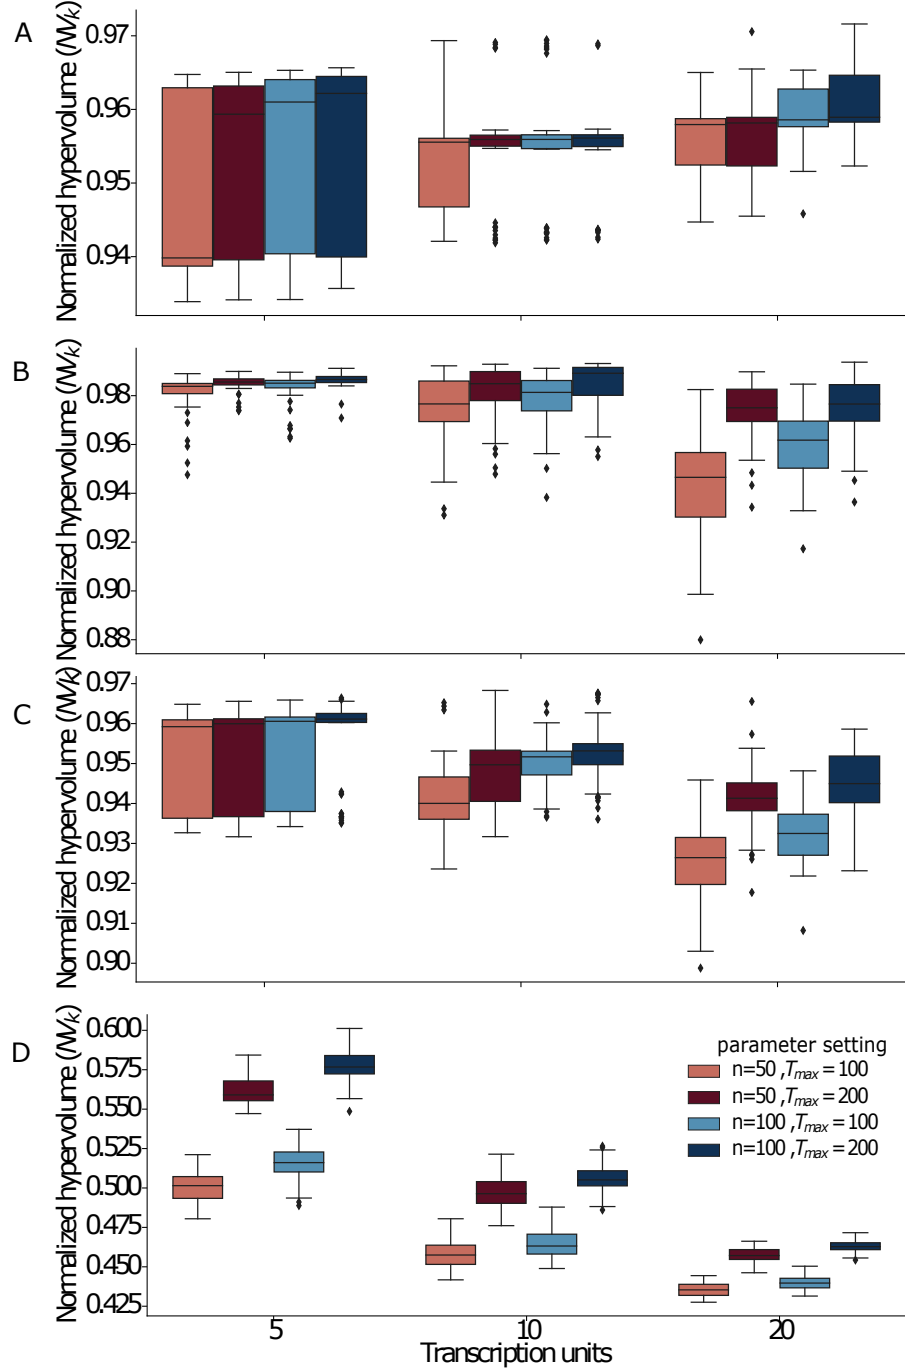 A
Normalized hypervolume (IVVk)
0.97
0.96
0.95
0.94
B
Normalized hypervolume (IVVk)
0.98
0.96
0.94
0.92
0.90
0.88
C
Normalized hypervolume (IVVk)
0.97
0.96
0.95
0.94
0.93
0.92
0.91
0.90
D
Normalized hypervolume (IVVk)
0.600
0.575
0.550
0.525
0.500
0.475
0.450
0.425
parameter setting
n=50 ,Tmax = 100
n=50 ,Tmax = 200
n=100 ,Tmax = 100
n=100 ,Tmax = 200
5
10
20
Transcription units